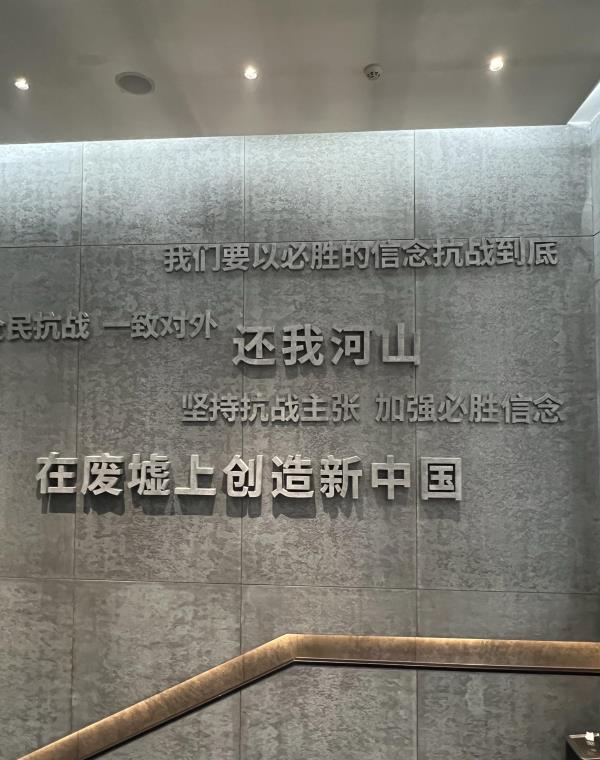 我们要以必胜的信念抗战到底
全民抗战 一致对外
还我河山
坚持抗战主张 加强必胜信念
在废墟上创造新中国